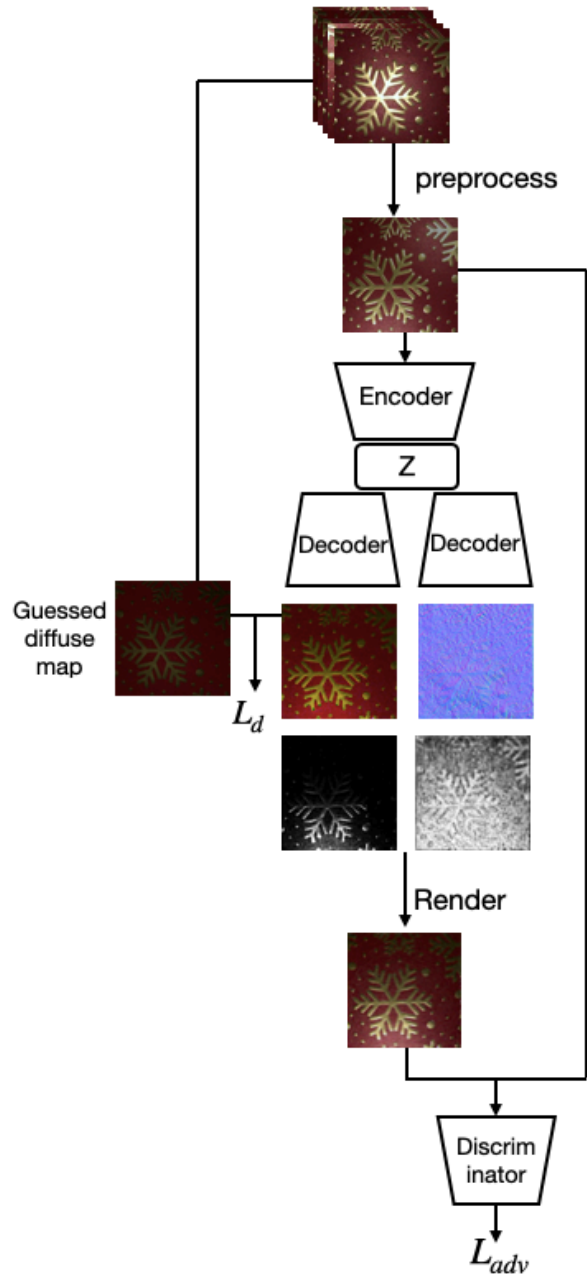 preprocess
Encoder
Z
Decoder
Decoder
Guessed
diffuse
map
L_d
Render
Discrim
inator
L_adv